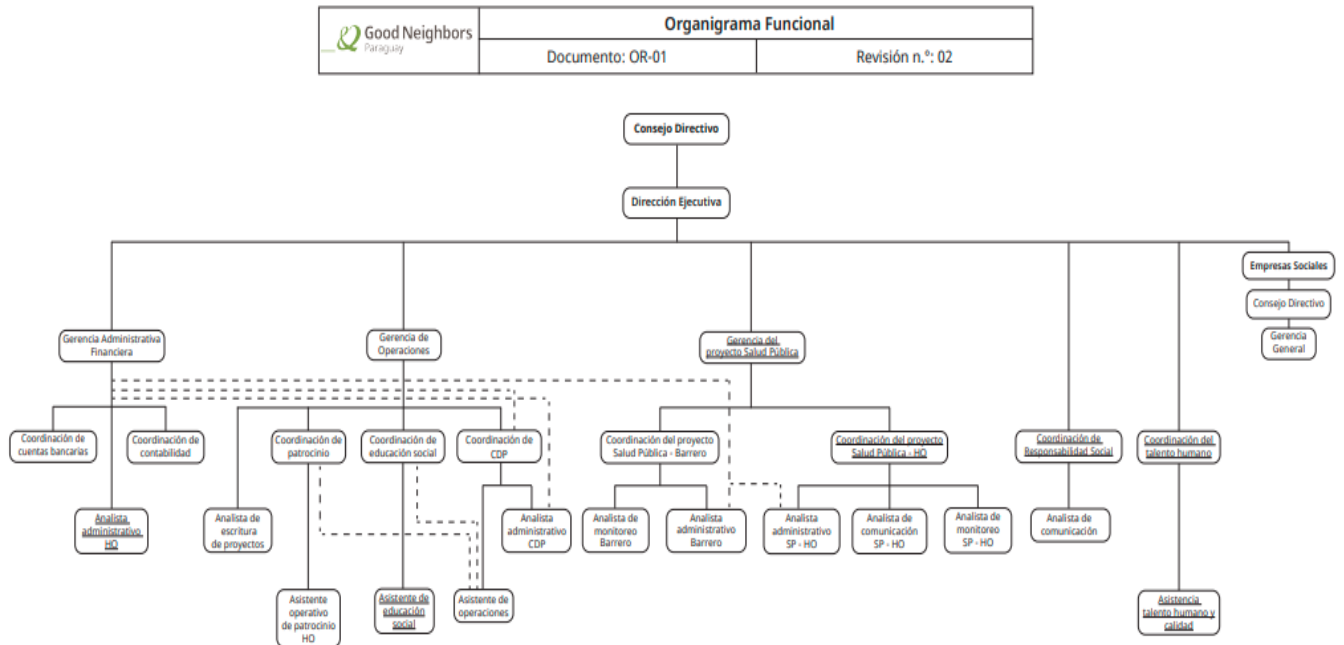 Good Neighbors
Paraguay
Organigrama Funcional
Documento: OR-01
Revisión n.º: 02
Consejo Directivo
Dirección Ejecutiva
Empresas Sociales
Consejo Directivo
Gerencia
General
Gerencia Administrativa
Financiera
Gerencia de
Operaciones
Gerencia del
proyecto Salud Pública
Coordinación de
cuentas bancarias
Coordinación de
contabilidad
Coordinación de
patrocinio
Coordinación de
educación social
Coordinación de
CDP
Coordinación del proyecto
Salud Pública - Barrero
Coordinación del proyecto
Salud Pública - HO
Coordinación de
Responsabilidad Social
Coordinación del
talento humano
Analista
administrativo
HO
Analista de
escritura
de proyectos
Analista
administrativo
CDP
Analista de
monitoreo
Barrero
Analista
administrativo
Barrero
Analista
administrativo
SP - HO
Analista de
comunicación
SP - HO
Analista de
monitoreo
SP - HO
Analista de
comunicación
Asistente
operativo
de patrocinio
HO
Asistente de
educación
social
Asistente de
operaciones
Asistencia
talento humano y
calidad